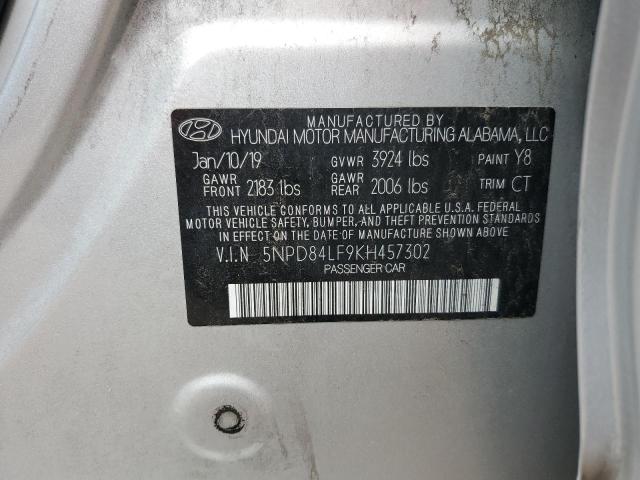 MANUFACTURED BY
HYUNDAI MOTOR MANUFACTURING ALABAMA, LLC
Jan/10/19 GVWR 3924 lbs PAINT Y8
GAWR FRONT 2183 lbs GAWR REAR 2006 lbs TRIM CT
THIS VEHICLE CONFORMS TO ALL APPLICABLE U.S.A. FEDERAL
MOTOR VEHICLE SAFETY, BUMPER, AND THEFT PREVENTION STANDARDS
IN EFFECT ON THE DATE OF MANUFACTURE SHOWN ABOVE
V.I.N 5NPD84LF9KH457302
PASSENGER CAR